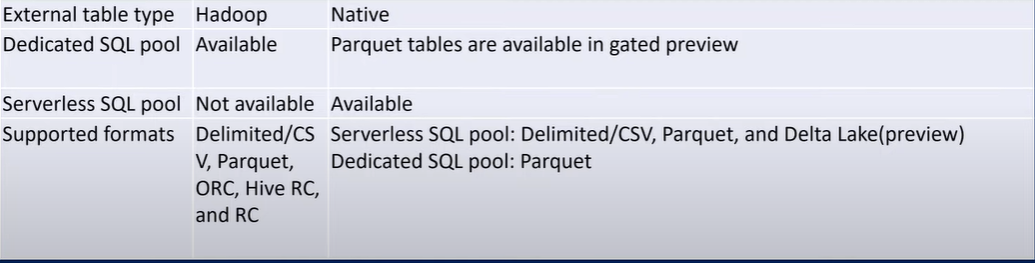 External table type Hadoop Native
Dedicated SQL pool Available Parquet tables are available in gated preview
Serverless SQL pool Not available Available
Supported formats Delimited/CS Serverless SQL pool: Delimited/CSV, Parquet, and Delta Lake(preview)
V, Parquet, Dedicated SQL pool: Parquet
ORC, Hive RC,
and RC